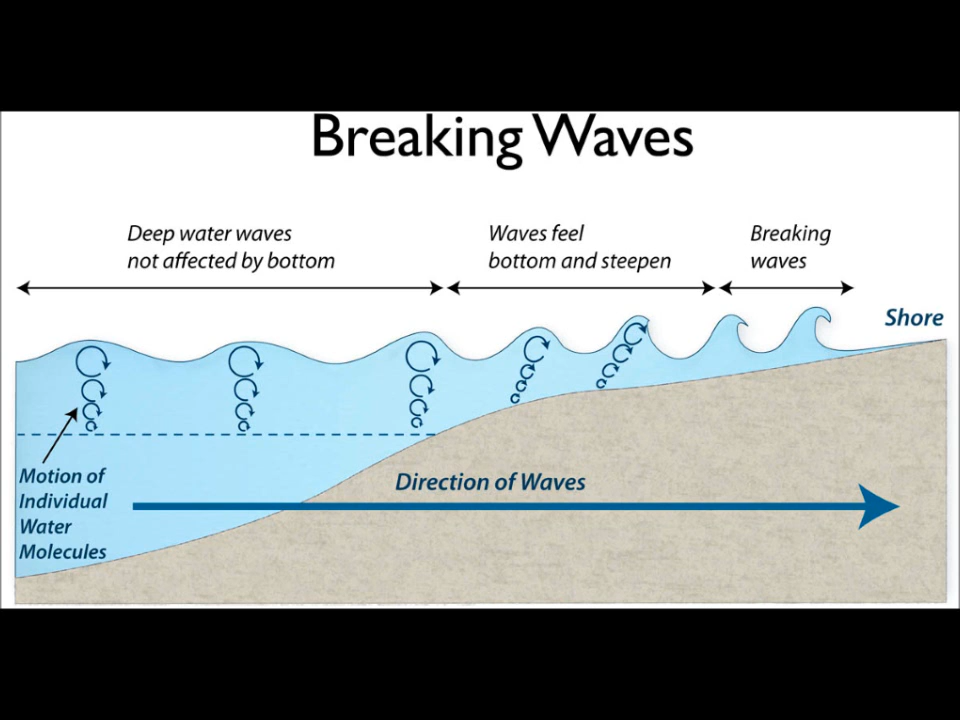 Breaking Waves
Deep water waves
not affected by bottom
Waves feel
bottom and steepen
Breaking
waves
Shore
Motion of
Individual
Water
Molecules
Direction of Waves